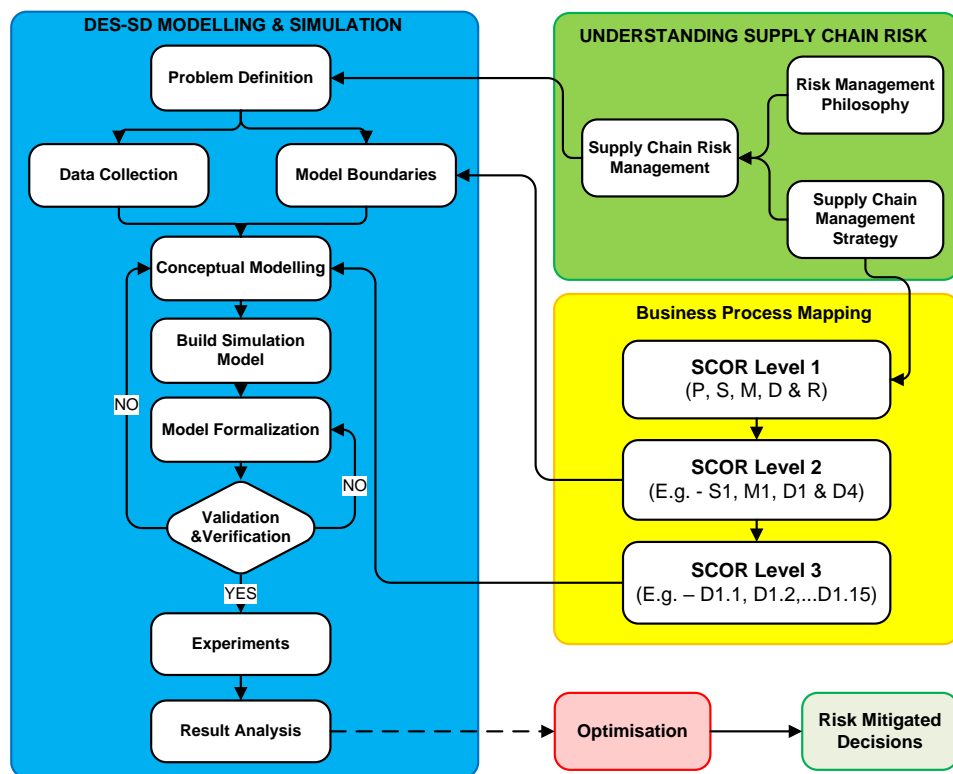 DES-SD MODELLING & SIMULATION
Problem Definition
Data Collection
Model Boundaries
Conceptual Modelling
Build Simulation
Model
NO
Model Formalization
NO
Validation
&Verification
YES
Experiments
Result Analysis
UNDERSTANDING SUPPLY CHAIN RISK
Risk Management
Philosophy
Supply Chain Risk
Management
Supply Chain
Management
Strategy
Business Process Mapping
SCOR Level 1
(P, S, M, D & R)
SCOR Level 2
(E.g. - S1, M1, D1 & D4)
SCOR Level 3
(E.g. – D1.1, D1.2,...D1.15)
Optimisation
Risk Mitigated
Decisions